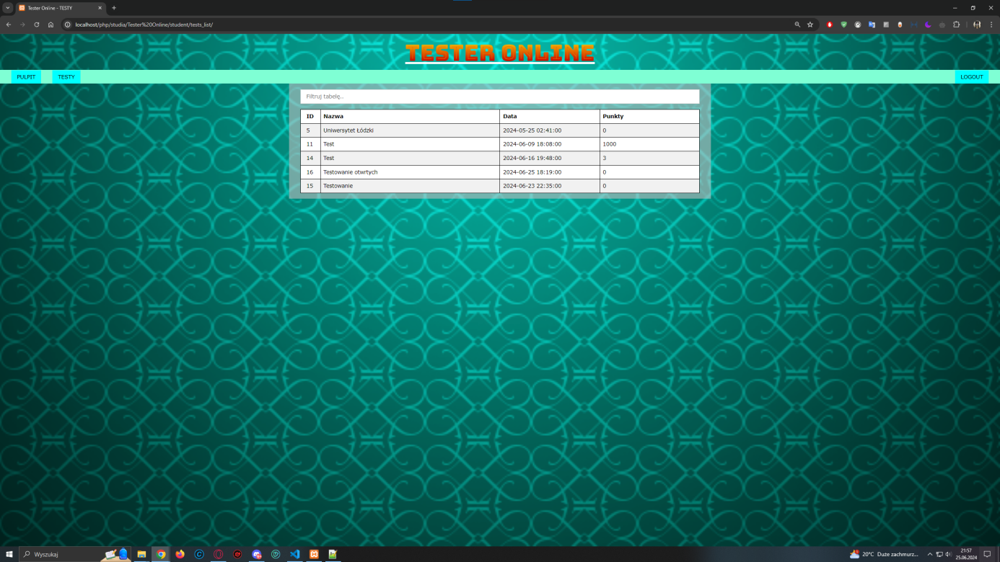 Tester Online - TESTY
localhost/php/studia/Tester%20Online/student/tests_list/
TESTER ONLINE
PULPIT TESTY LOGOUT
Filtruj tabelę..
ID Nazwa Data Punkty
5 Uniwersytet Łódzki 2024-05-25 02:41:00 0
11 Test 2024-06-09 18:08:00 1000
14 Test 2024-06-16 19:48:00 3
16 Testowanie otwrtych 2024-06-25 18:19:00 0
15 Testowanie 2024-06-23 22:35:00 0
Wyszukaj
20°C Duże zachmurz...
21:57
25.06.2024